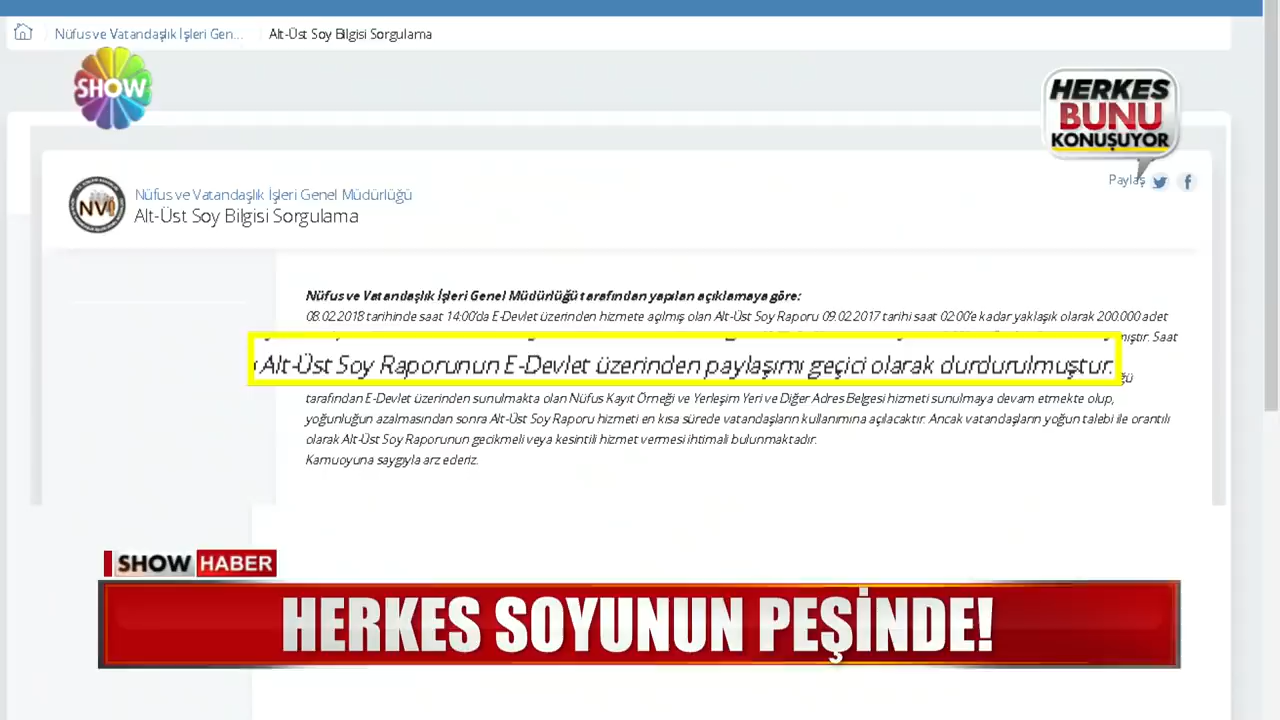 Nüfus ve Vatandaşlık İşleri Gen... Alt-Üst Soy Bilgisi Sorgulama
SHOW
HERKES
BUNU
KONUŞUYOR
Paylaş
NVİ
Nüfus ve Vatandaşlık İşleri Genel Müdürlüğü
Alt-Üst Soy Bilgisi Sorgulama
Nüfus ve Vatandaşlık İşleri Genel Müdürlüğü tarafından yapılan açıklamaya göre:
08.02.2018 tarihinde saat 14:00'da E-Devlet üzerinden hizmete açılmış olan Alt-Üst Soy Raporu 09.02.2017 tarihi saat 02:00'e kadar yaklaşık olarak 200.000 adet
mıştır. Saat
Alt-Üst Soy Raporunun E-Devlet üzerinden paylaşımı geçici olarak durdurulmuştur.
tarafından E-Devlet üzerinden sunulmakta olan Nüfus Kayıt Örneği ve Yerleşim Yeri ve Diğer Adres Belgesi hizmeti sunulmaya devam etmekte olup,
yoğunluğun azalmasından sonra Alt-Üst Soy Raporu hizmeti en kısa sürede vatandaşların kullanımına açılacaktır. Ancak vatandaşların yoğun talebi ile orantılı
olarak Alt-Üst Soy Raporunun gecikmeli veya kesintili hizmet vermesi ihtimali bulunmaktadır.
Kamuoyuna saygıyla arz ederiz.
SHOW HABER
HERKES SOYUNUN PEŞİNDE!